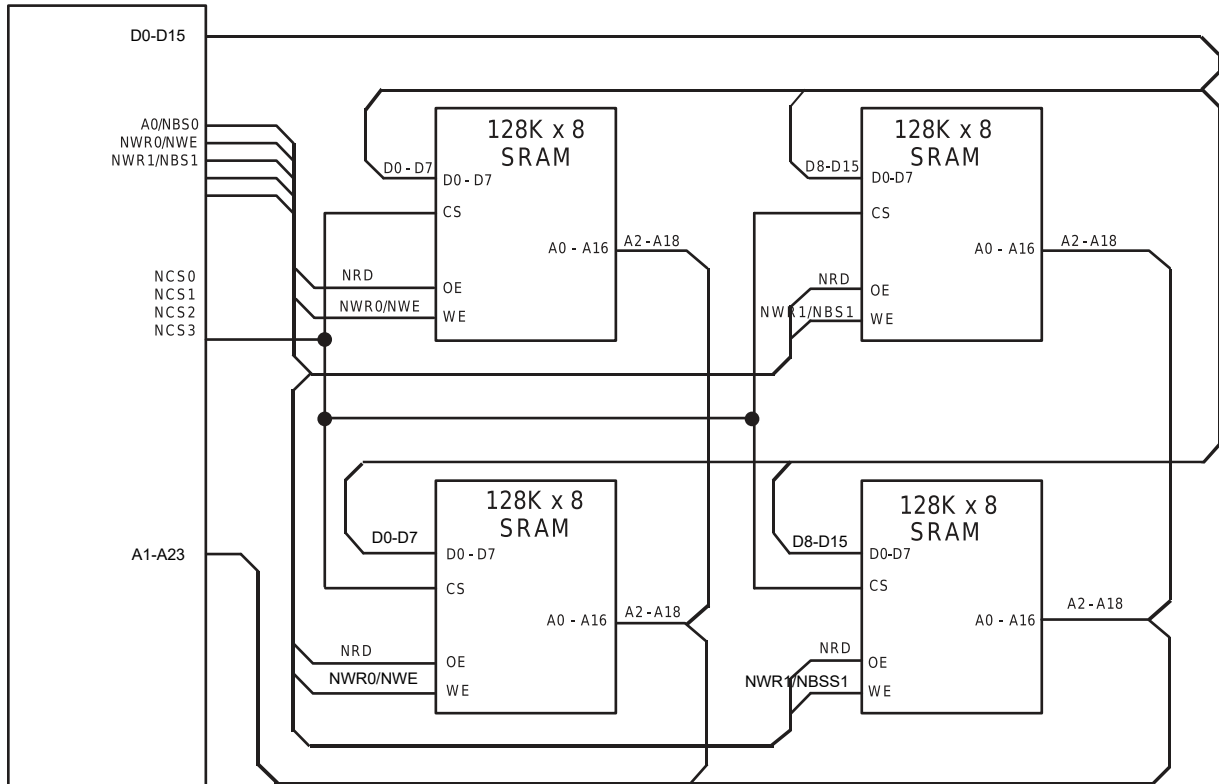 D0-D15
A0/NBS0
NWR0/NWE
NWR1/NBS1
NCS0
NCS1
NCS2
NCS3
A1-A23
128K x 8
SRAM
D0 - D7
D0 - D7
CS
A0 - A16
A2-A18
NRD
OE
NWR0/NWE
WE
128K x 8
SRAM
D8-D15
D0-D7
CS
A0 - A16
A2-A18
NRD
OE
NWR1/NBS1
WE
128K x 8
SRAM
D0-D7
D0 - D7
CS
A0 - A16
A2-A18
NRD
OE
NWR0/NWE
WE
128K x 8
SRAM
D8-D15
D0-D7
CS
A0 - A16
A2-A18
NRD
OE
NWR1/NBSS1
WE